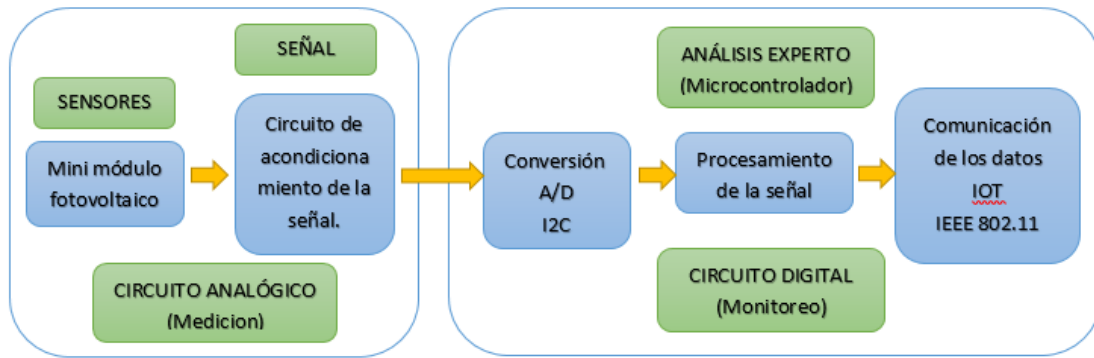 SEÑAL
SENSORES
Mini módulo
fotovoltaico
Circuito de
acondiciona
miento de la
señal.
CIRCUITO ANALÓGICO
(Medicion)
ANÁLISIS EXPERTO
(Microcontrolador)
Conversión
A/D
I2C
Procesamiento
de la señal
Comunicación
de los datos
IOT
IEEE 802.11
CIRCUITO DIGITAL
(Monitoreo)